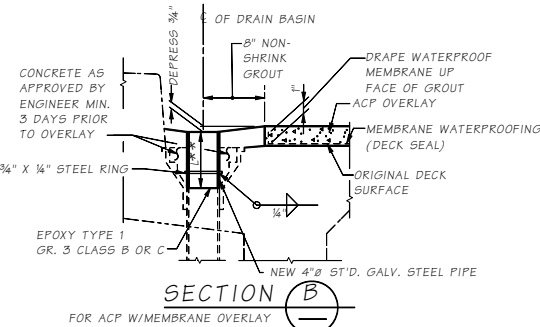 ℄ OF DRAIN BASIN
DEPRESS 3/4"
8" NON-
SHRINK
GROUT
1"
DRAPE WATERPROOF
MEMBRANE UP
FACE OF GROUT
ACP OVERLAY
MEMBRANE WATERPROOFING
(DECK SEAL)
ORIGINAL DECK
SURFACE
CONCRETE AS
APPROVED BY
ENGINEER MIN.
3 DAYS PRIOR
TO OVERLAY
3/4" X 1/4" STEEL RING
L**
1/4"
EPOXY TYPE 1
GR. 3 CLASS B OR C
NEW 4"ø ST'D. GALV. STEEL PIPE
SECTION B
FOR ACP W/MEMBRANE OVERLAY